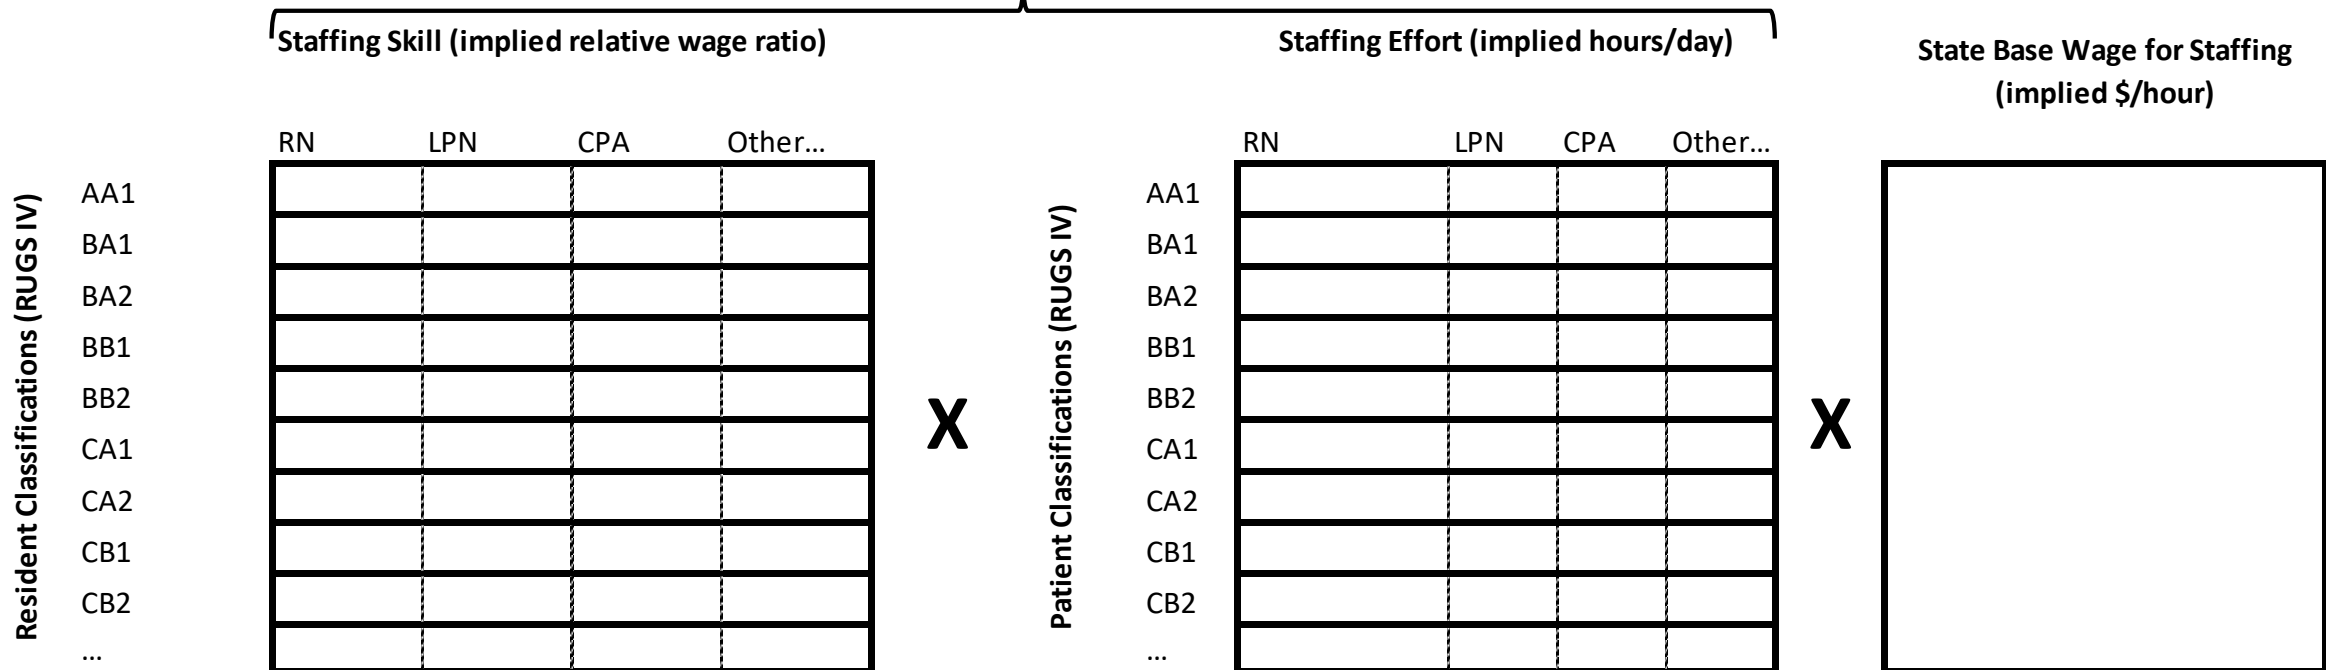 Staffing Skill (implied relative wage ratio)
Staffing Effort (implied hours/day)
State Base Wage for Staffing
(implied $/hour)
RN LPN CPA Other...
RN LPN CPA Other...
Resident Classifications (RUGS IV)
AA1
BA1
BA2
BB1
BB2
CA1
CA2
CB1
CB2
...
X
Patient Classifications (RUGS IV)
AA1
BA1
BA2
BB1
BB2
CA1
CA2
CB1
CB2
...
X